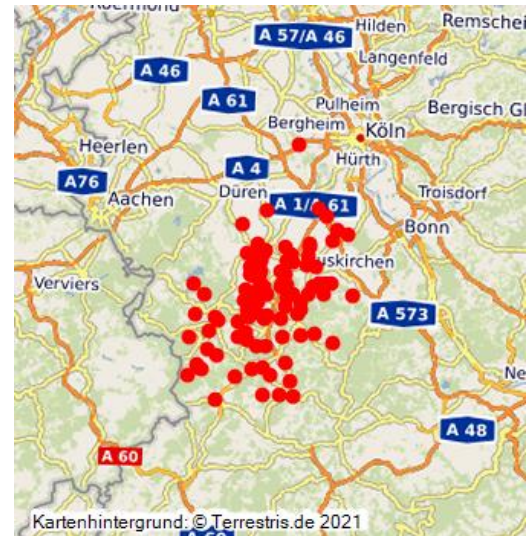 Roermond
A 57/A 46
Hilden
Remschei
Langenfeld
A 46
A 61
Pulheim
Bergheim
Bergisch Gl
Köln
Heerlen
A 4
Hürth
A76
Düren
A 1/A 61
Troisdorf
Aachen
Bonn
uskirchen
Verviers
A 573
Ne
A 48
A 60
Kartenhintergrund: © Terrestris.de 2021